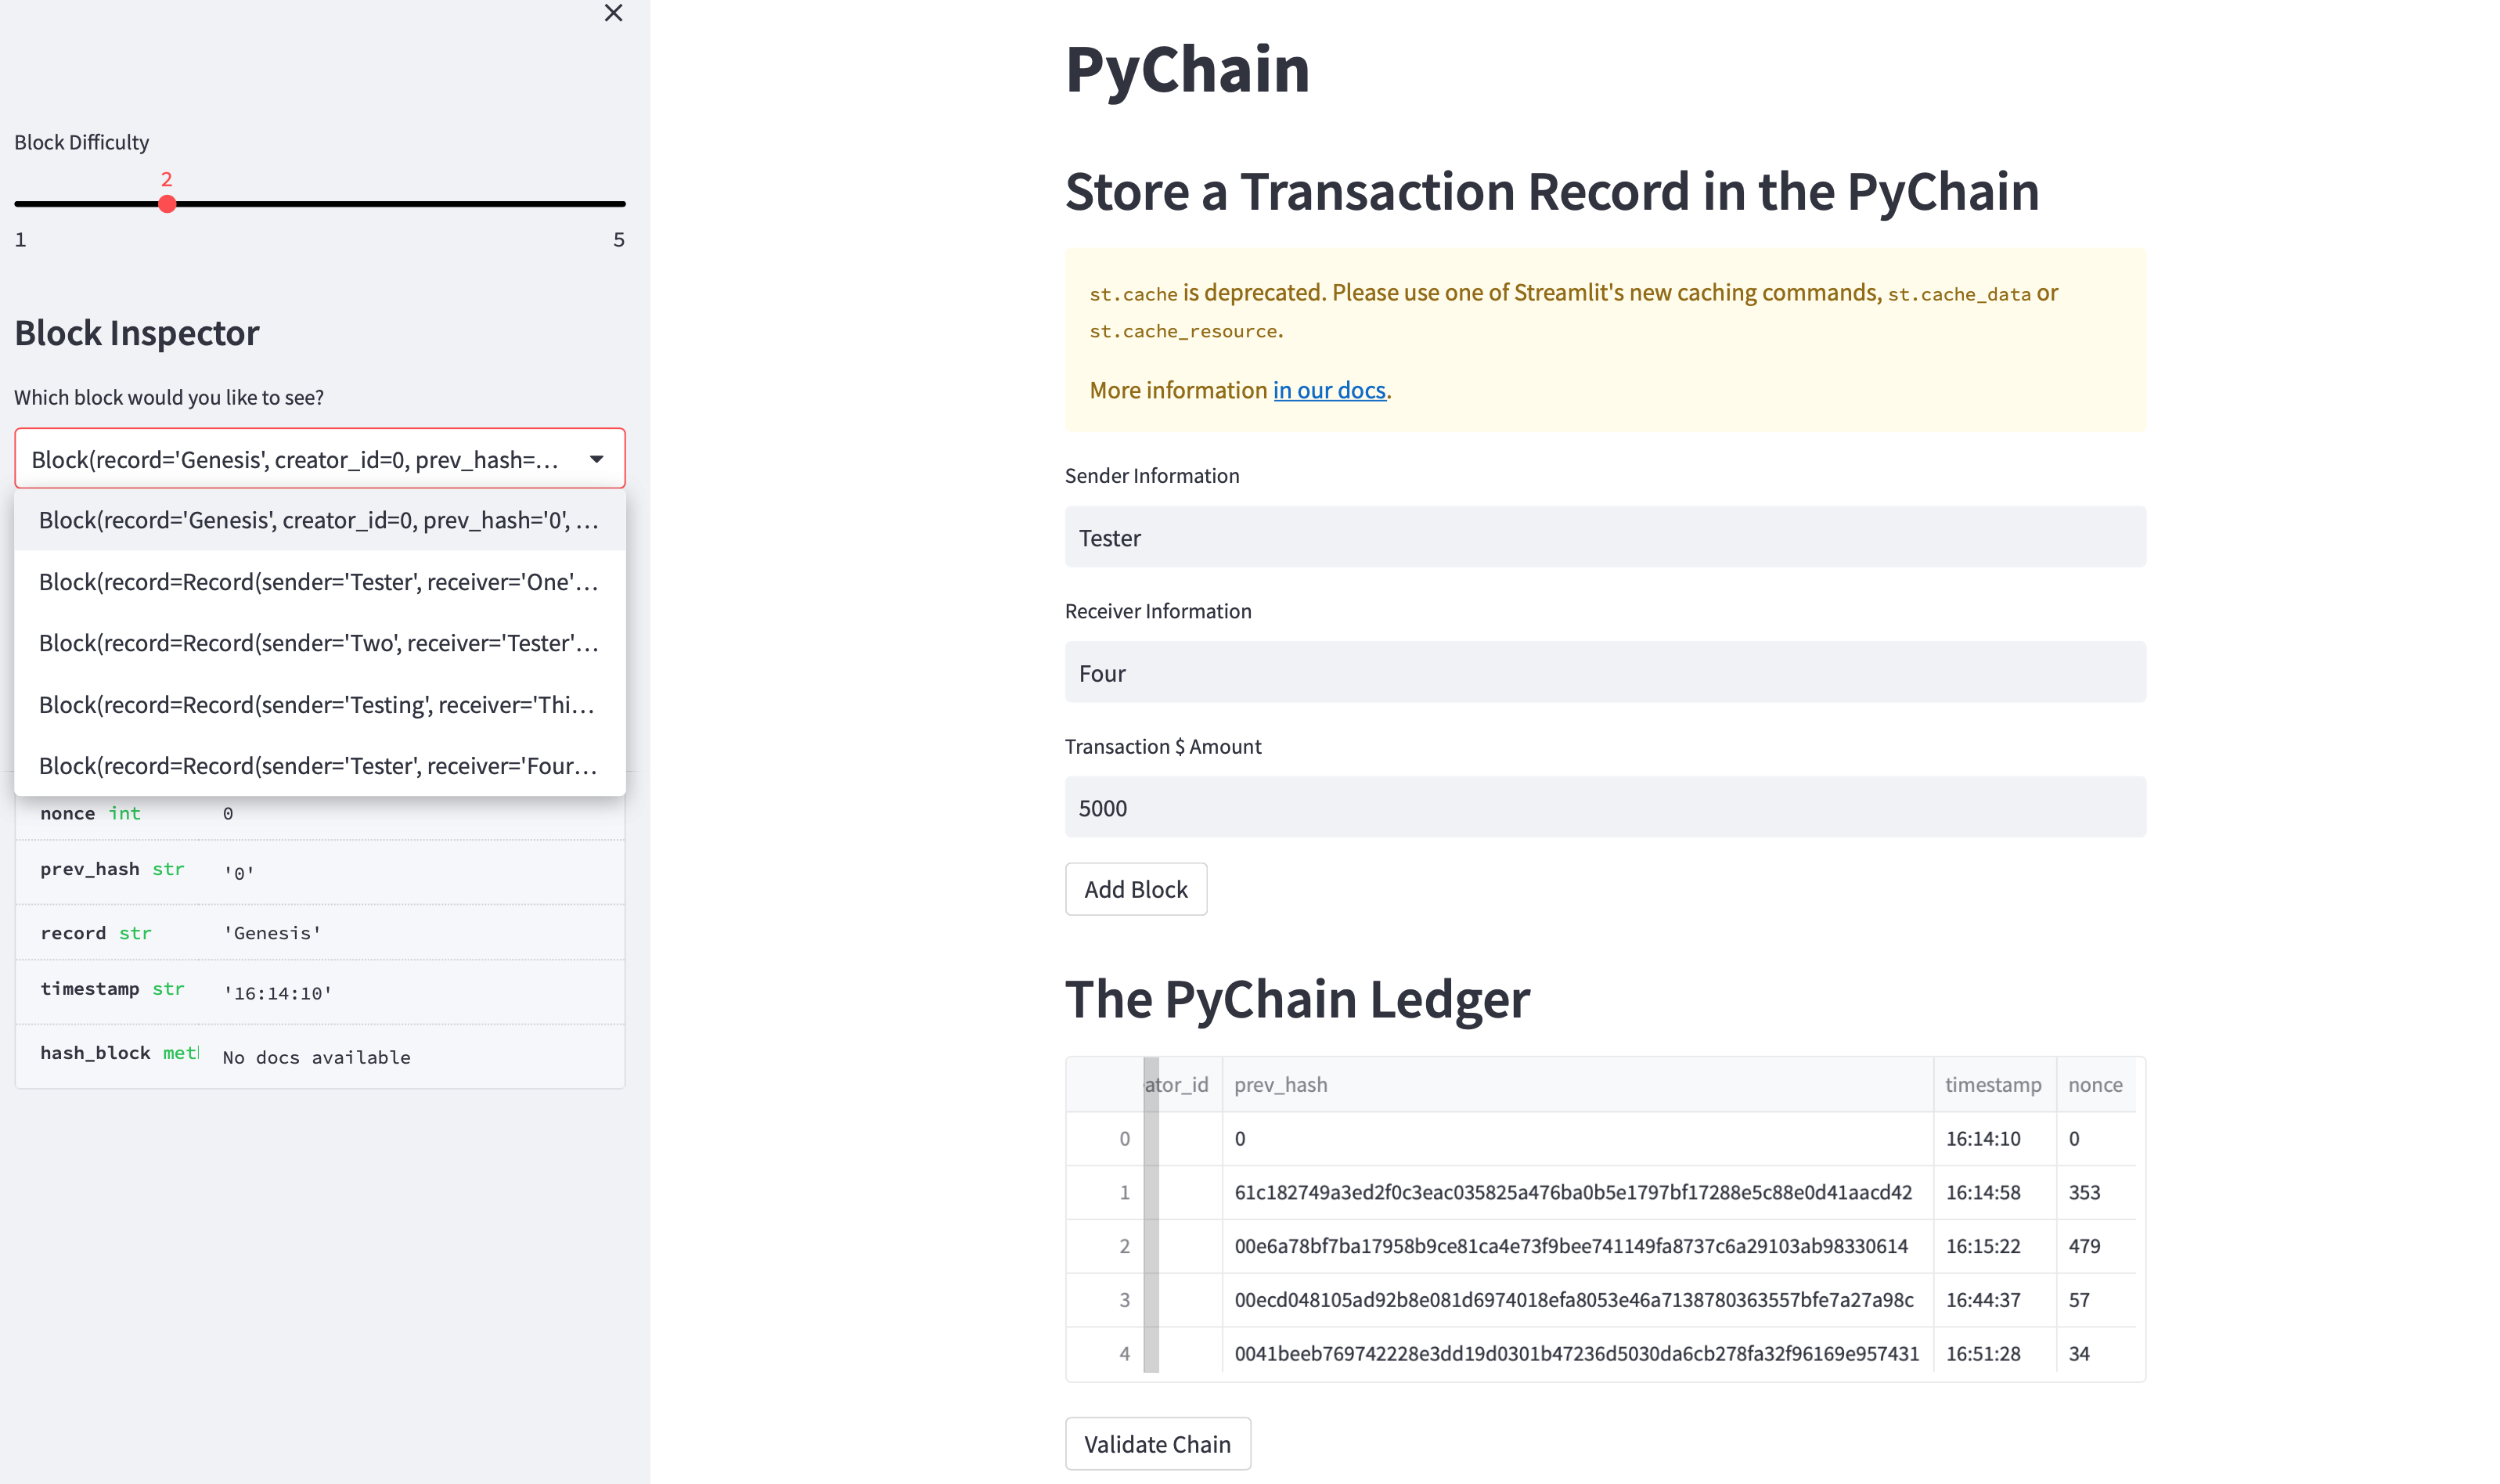 Block Difficulty
2
1
5
Block Inspector
Which block would you like to see?
Block(record='Genesis', creator_id=0, prev_hash=...
Block(record='Genesis', creator_id=0, prev_hash='0', ...
Block(record=Record(sender='Tester', receiver='One'...
Block(record=Record(sender='Two', receiver='Tester'...
Block(record=Record(sender='Testing', receiver='Thi...
Block(record=Record(sender='Tester', receiver='Four...
nonce int 0
prev_hash str '0'
record str 'Genesis'
timestamp str '16:14:10'
hash_block met No docs available
PyChain
Store a Transaction Record in the PyChain
st.cache is deprecated. Please use one of Streamlit's new caching commands, st.cache_data or
st.cache_resource.
More information in our docs.
Sender Information
Tester
Receiver Information
Four
Transaction $ Amount
5000
Add Block
The PyChain Ledger
ator_id prev_hash timestamp nonce
0 0 16:14:10 0
1 61c182749a3ed2f0c3eac035825a476ba0b5e1797bf17288e5c88e0d41aacd42 16:14:58 353
2 00e6a78bf7ba17958b9ce81ca4e73f9bee741149fa8737c6a29103ab98330614 16:15:22 479
3 00ecd048105ad92b8e081d6974018efa8053e46a7138780363557bfe7a27a98c 16:44:37 57
4 0041beeb769742228e3dd19d0301b47236d5030da6cb278fa32f96169e957431 16:51:28 34
Validate Chain